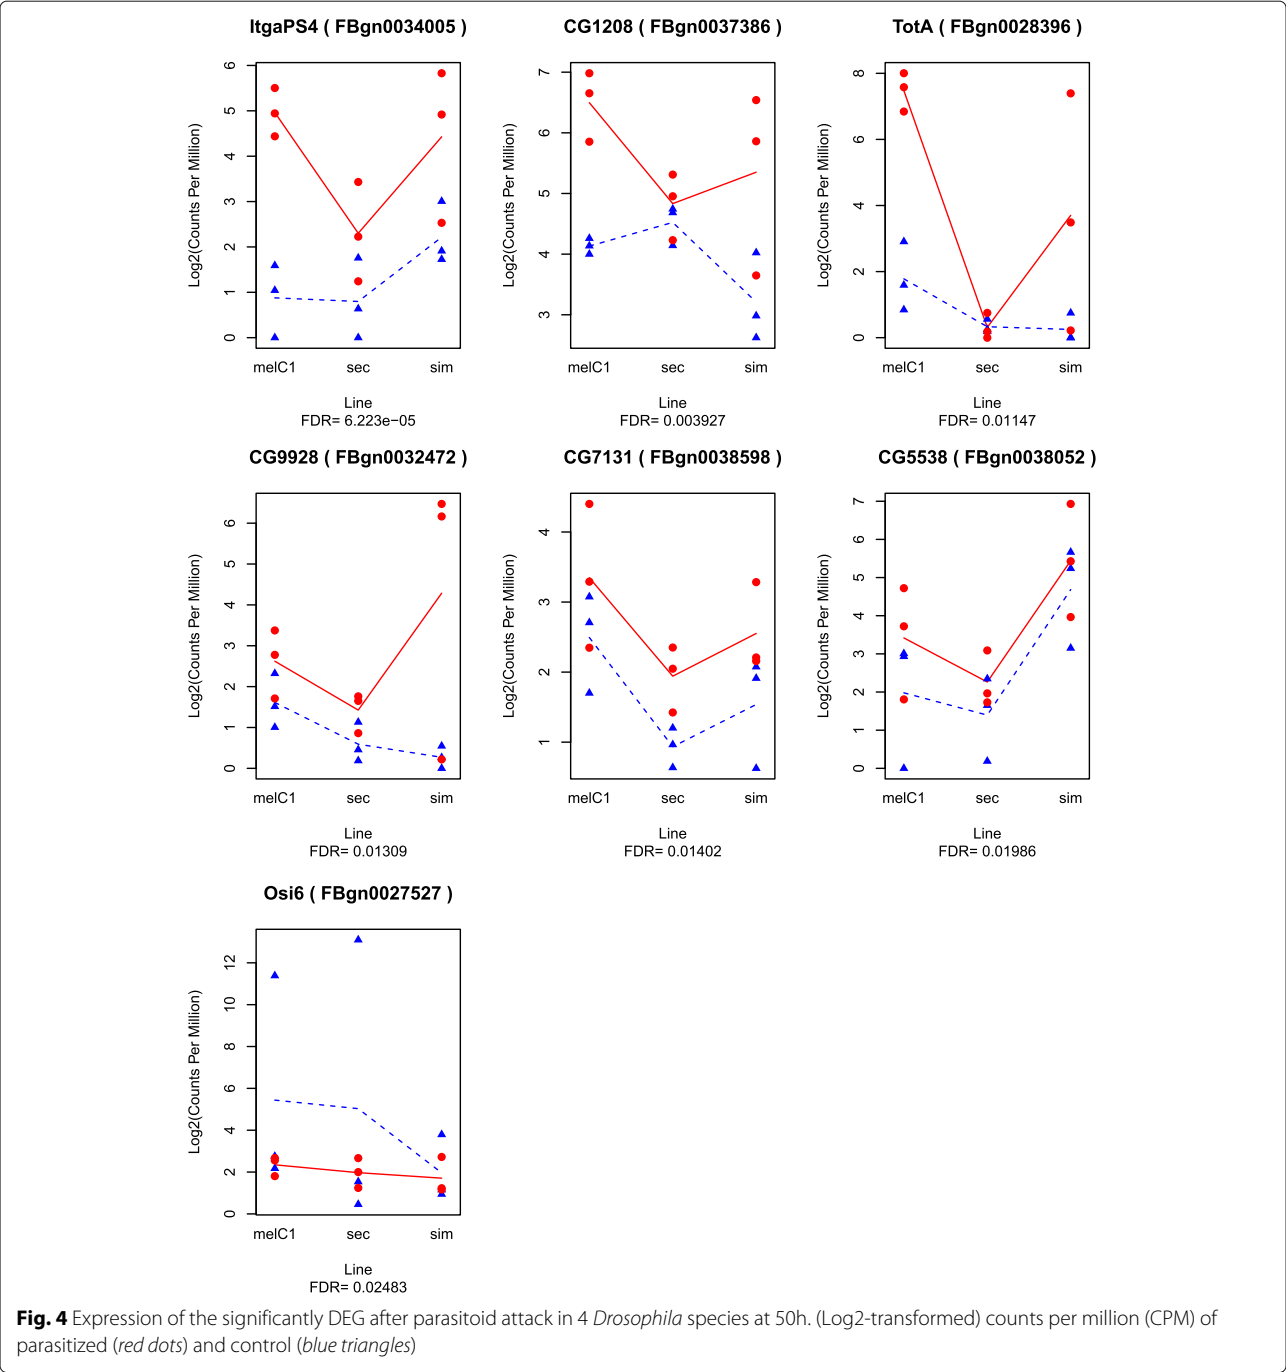 ItgaPS4 ( FBgn0034005 )
Log2(Counts Per Million)
6
5
4
3
2
1
0
melC1 sec sim
Line
FDR= 6.223e−05
CG1208 ( FBgn0037386 )
Log2(Counts Per Million)
7
6
5
4
3
melC1 sec sim
Line
FDR= 0.003927
TotA ( FBgn0028396 )
Log2(Counts Per Million)
8
6
4
2
0
melC1 sec sim
Line
FDR= 0.01147
CG9928 ( FBgn0032472 )
Log2(Counts Per Million)
6
5
4
3
2
1
0
melC1 sec sim
Line
FDR= 0.01309
CG7131 ( FBgn0038598 )
Log2(Counts Per Million)
4
3
2
1
melC1 sec sim
Line
FDR= 0.01402
CG5538 ( FBgn0038052 )
Log2(Counts Per Million)
7
6
5
4
3
2
1
0
melC1 sec sim
Line
FDR= 0.01986
Osi6 ( FBgn0027527 )
Log2(Counts Per Million)
12
10
8
6
4
2
0
melC1 sec sim
Line
FDR= 0.02483
Fig. 4 Expression of the significantly DEG after parasitoid attack in 4 Drosophila species at 50h. (Log2-transformed) counts per million (CPM) of
parasitized (red dots) and control (blue triangles)